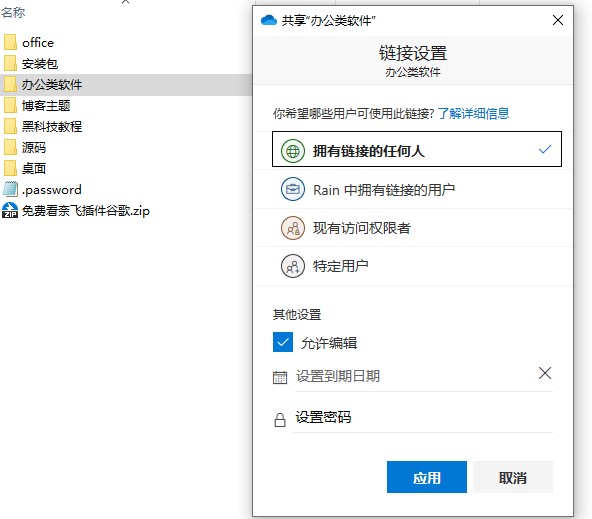 名称
office
安装包
办公类软件
博客主题
黑科技教程
源码
桌面
.password
ZIP 免费看奈飞插件谷歌.zip
共享“办公类软件”
链接设置
办公类软件
你希望哪些用户可使用此链接? 了解详细信息
拥有链接的任何人
Rain 中拥有链接的用户
现有访问权限者
特定用户
其他设置
允许编辑
设置到期日期
设置密码
应用 取消